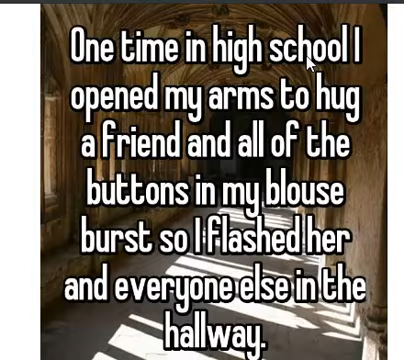 One time in high school I
opened my arms to hug
a friend and all of the
buttons in my blouse
burst so I flashed her
and everyone else in the
hallway.